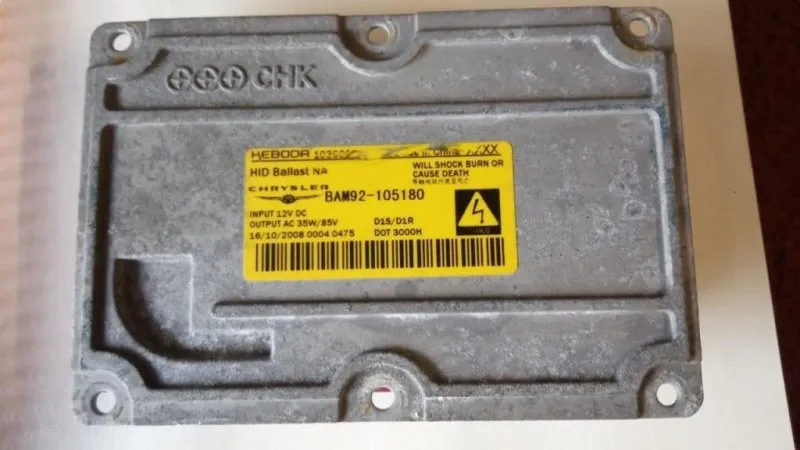 CHK
KEBODA
WILL SHOCK BURN OR
CAUSE DEATH
HID Ballast NA
CHRYSLER
BAM92-105180
INPUT 12V DC
OUTPUT AC 35W/85V D1S/D1R
16/10/2008 0004 0475 DOT 3000H